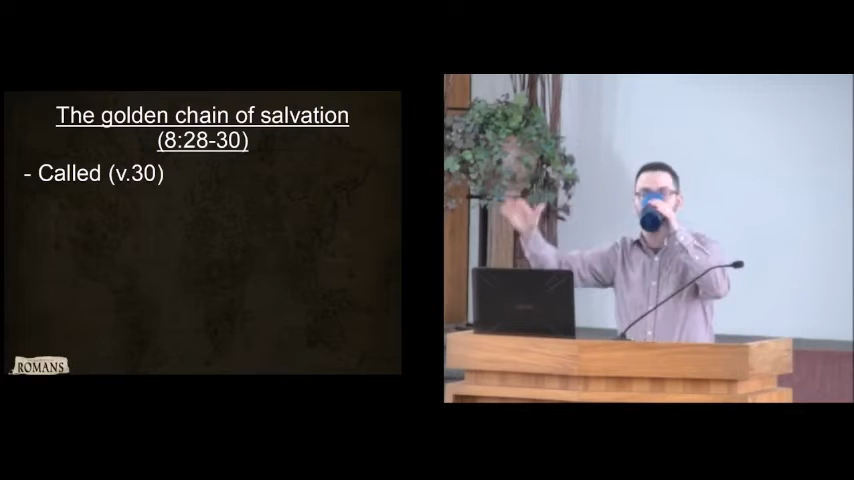 The golden chain of salvation
(8:28-30)
- Called (v.30)
ROMANS